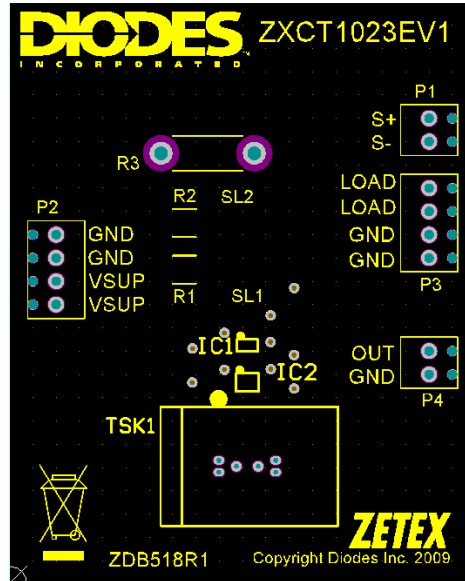 DIODES
INCORPORATED
ZXCT1023EV1
P1
S+
S-
R3
R2
SL2
LOAD
LOAD
GND
GND
P3
P2
GND
GND
VSUP
VSUP
R1
SL1
IC1
IC2
OUT
GND
P4
TSK1
ZETEX
ZDB518R1
Copyright Diodes Inc. 2009